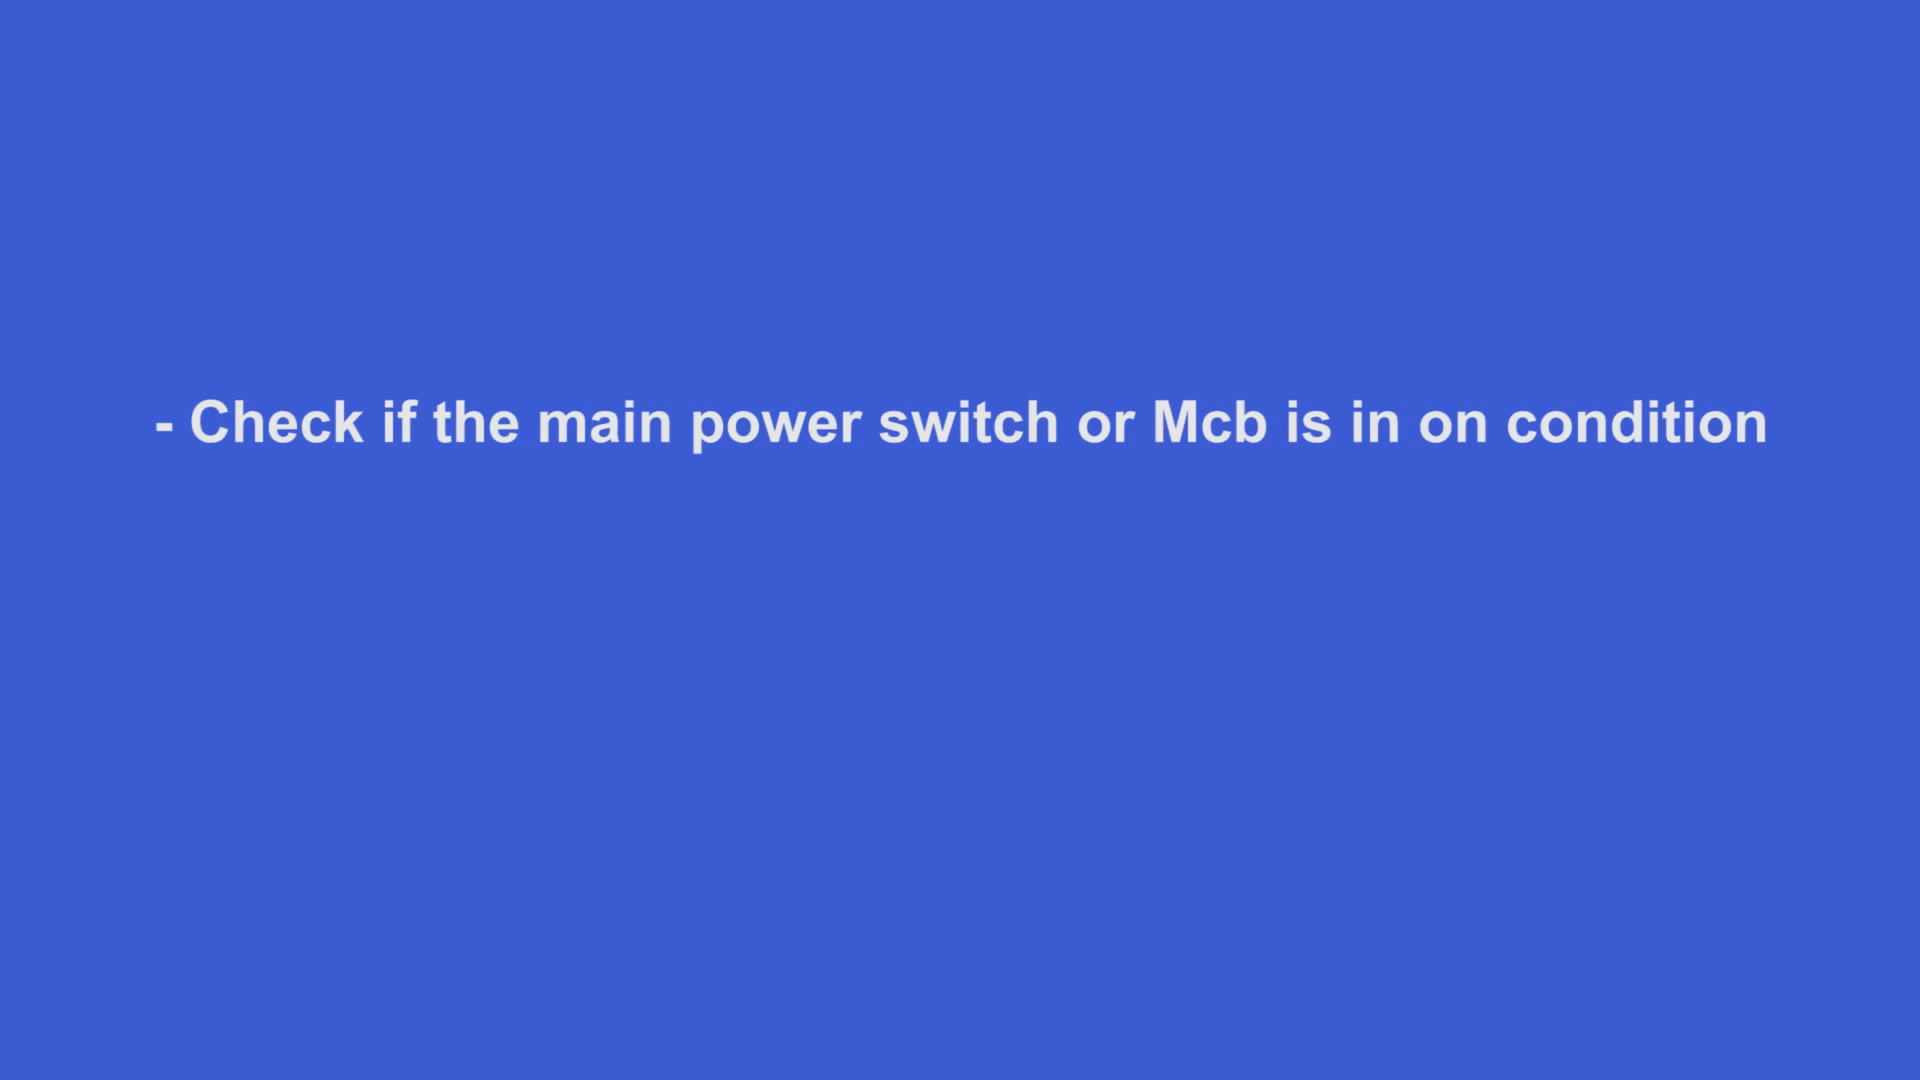 - Check if the main power switch or Mcb is in on condition